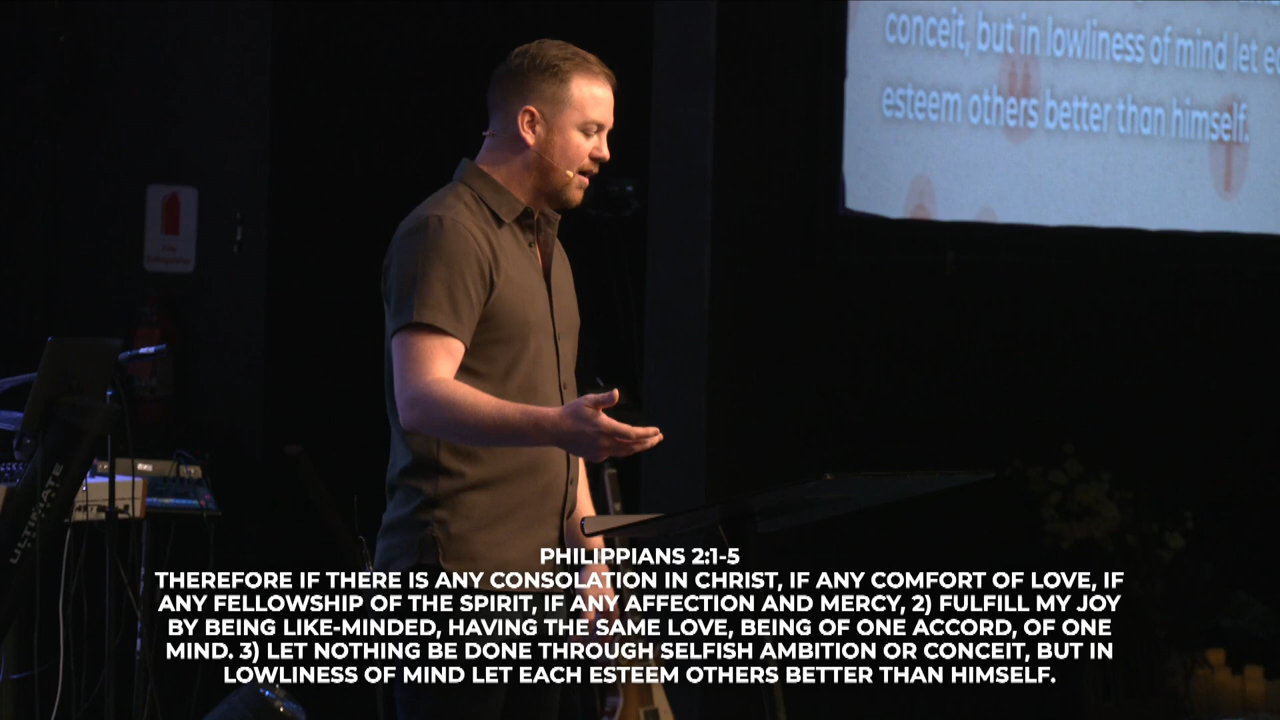 conceit, but in lowliness of mind let
esteem others better than himself.
ULTIMATE
PHILIPPIANS 2:1-5
THEREFORE IF THERE IS ANY CONSOLATION IN CHRIST, IF ANY COMFORT OF LOVE, IF
ANY FELLOWSHIP OF THE SPIRIT, IF ANY AFFECTION AND MERCY, 2) FULFILL MY JOY
BY BEING LIKE-MINDED, HAVING THE SAME LOVE, BEING OF ONE ACCORD, OF ONE
MIND. 3) LET NOTHING BE DONE THROUGH SELFISH AMBITION OR CONCEIT, BUT IN
LOWLINESS OF MIND LET EACH ESTEEM OTHERS BETTER THAN HIMSELF.